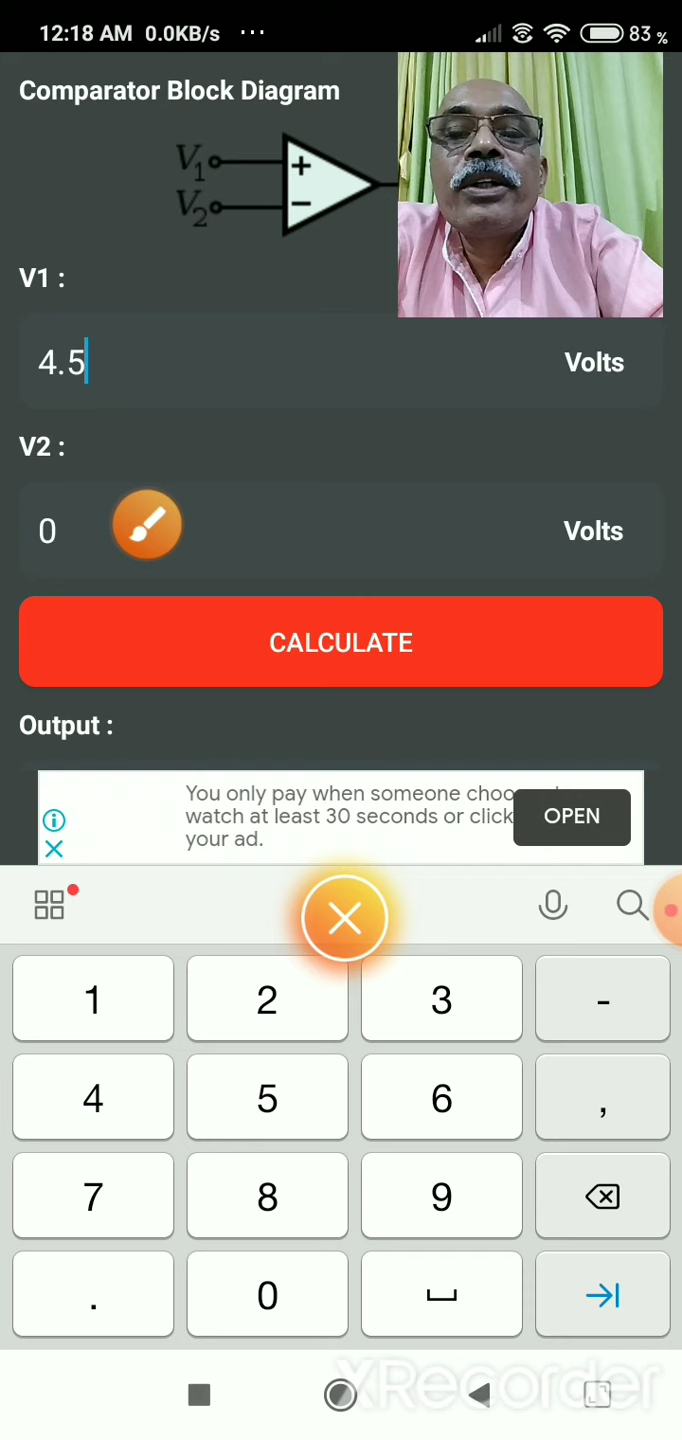 12:18 AM 0.0KB/s ... 83 %
Comparator Block Diagram
V1
+
V2
−
V1 :
4.5 Volts
V2 :
0 Volts
CALCULATE
Output :
You only pay when someone choo
watch at least 30 seconds or click
your ad.
OPEN
1 2 3 -
4 5 6 ,
7 8 9
. 0
XRecorder